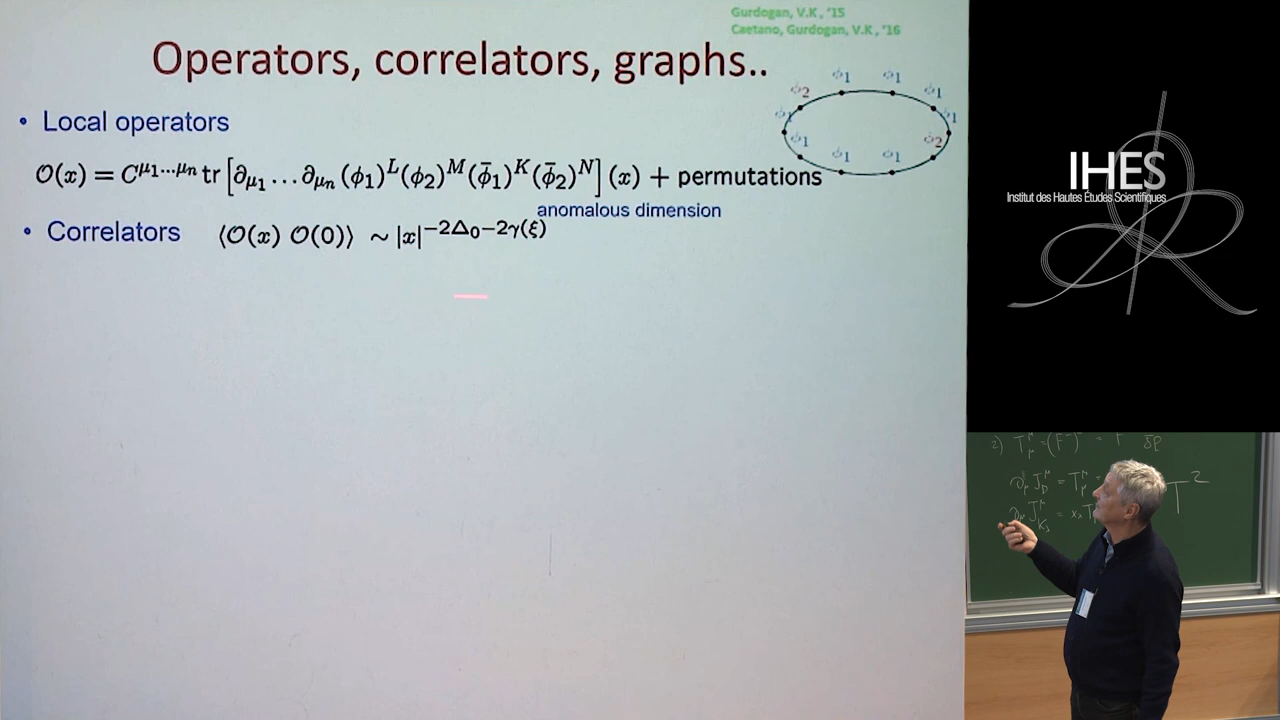 Gurdogan, V.K, '15
Caetano, Gurdogan, V.K, '16
Operators, correlators, graphs..
ϕ₁ ϕ₁
ϕ₂ ϕ₁
ϕ₁ ϕ₁
ϕ₁ ϕ₂
ϕ₁ ϕ₁
• Local operators
𝒪(x) = C^{μ₁…μₙ} tr [∂_{μ₁} … ∂_{μₙ} (ϕ₁)^L (ϕ₂)^M (ϕ̄₁)^K (ϕ̄₂)^N] (x) + permutations
anomalous dimension
• Correlators ⟨𝒪(x) 𝒪(0)⟩ ∼ |x|^{−2Δ₀−2γ(ξ)}
IHES
Institut des Hautes Études Scientifiques